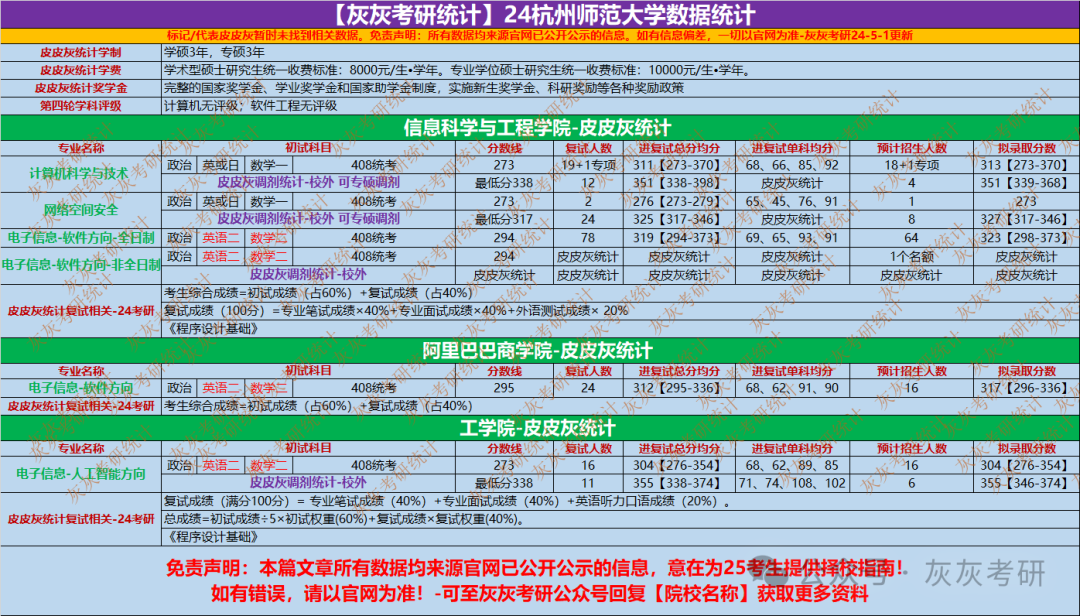 【灰灰考研统计】24杭州师范大学数据统计
标记/代表皮皮灰暂时未找到相关数据。免责声明：所有数据均来源官网已公开公示的信息。如有信息偏差，一切以官网为准-灰灰考研24-5-1更新
皮皮灰统计学制 学硕3年，专硕3年
皮皮灰统计学费 学术型硕士研究生统一收费标准：8000元/生•学年。专业学位硕士研究生统一收费标准：10000元/生•学年。
皮皮灰统计奖学金 完整的国家奖学金、学业奖学金和国家助学金制度，实施新生奖学金、科研奖励等各种奖励政策
第四轮学科评级 计算机无评级；软件工程无评级
信息科学与工程学院-皮皮灰统计
专业名称 初试科目 分数线 复试人数 进复试总分均分 进复试单科均分 预计招生人数 拟录取分数
计算机科学与技术 政治 英或日 数学一 408统考 273 19+1专项 311【273-370】 68、66、85、92 18+1专项 313【273-370】
皮皮灰调剂统计-校外 可专硕调剂 最低分338 12 351【338-398】 皮皮灰统计 4 351【339-368】
网络空间安全 政治 英或日 数学一 408统考 273 2 276【273-279】 65、45、76、91 1 273
皮皮灰调剂统计-校外 可专硕调剂 最低分317 24 325【317-346】 皮皮灰统计 8 327【317-346】
电子信息-软件方向-全日制 政治 英语二 数学二 408统考 294 78 319【294-373】 69、65、93、91 64 323【298-373】
电子信息-软件方向-非全日制 政治 英语二 数学二 408统考 294 皮皮灰统计 皮皮灰统计 皮皮灰统计 1个名额 皮皮灰统计
皮皮灰调剂统计-校外 皮皮灰统计 皮皮灰统计 皮皮灰统计 皮皮灰统计 皮皮灰统计 皮皮灰统计
皮皮灰统计复试相关-24考研 考生综合成绩=初试成绩（占60%）+复试成绩（占40%）
复试成绩（100分）=专业笔试成绩×40%+专业面试成绩×40%+外语测试成绩× 20%
《程序设计基础》
阿里巴巴商学院-皮皮灰统计
专业名称 初试科目 分数线 复试人数 进复试总分均分 进复试单科均分 预计招生人数 拟录取分数
电子信息-软件方向 政治 英语二 数学二 408统考 295 24 312【295-336】 68、62、91、90 16 317【296-336】
皮皮灰统计复试相关-24考研 考生综合成绩=初试成绩（占60%）+复试成绩（占40%）
工学院-皮皮灰统计
专业名称 初试科目 分数线 复试人数 进复试总分均分 进复试单科均分 预计招生人数 拟录取分数
电子信息-人工智能方向 政治 英语二 数学二 408统考 273 16 304【276-354】 68、62、89、85 16 304【276-354】
皮皮灰调剂统计-校外 最低分338 11 355【338-374】 71、74、108、102 6 355【346-374】
皮皮灰统计复试相关-24考研 复试成绩（满分100分）= 专业笔试成绩（40%）+专业面试成绩（40%）+英语听力口语成绩（20%）。
总成绩=初试成绩÷5×初试权重(60%)+复试成绩×复试权重(40%)。
《程序设计基础》
免责声明：本篇文章所有数据均来源官网已公开公示的信息，意在为25考生提供择校指南！
如有错误，请以官网为准！-可至灰灰考研公众号回复【院校名称】获取更多资料
公众号 · 灰灰考研